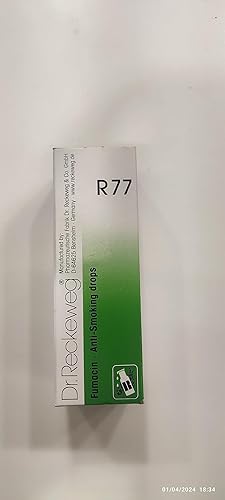 R77
Manufactured by:
Pharmazeutische Fabrik Dr. Reckeweg & Co. GmbH
D-64625 Bensheim - Germany www.reckeweg.de
Dr. Reckeweg®
Fumacin - Anti-Smoking drops
01/04/2024 18:34